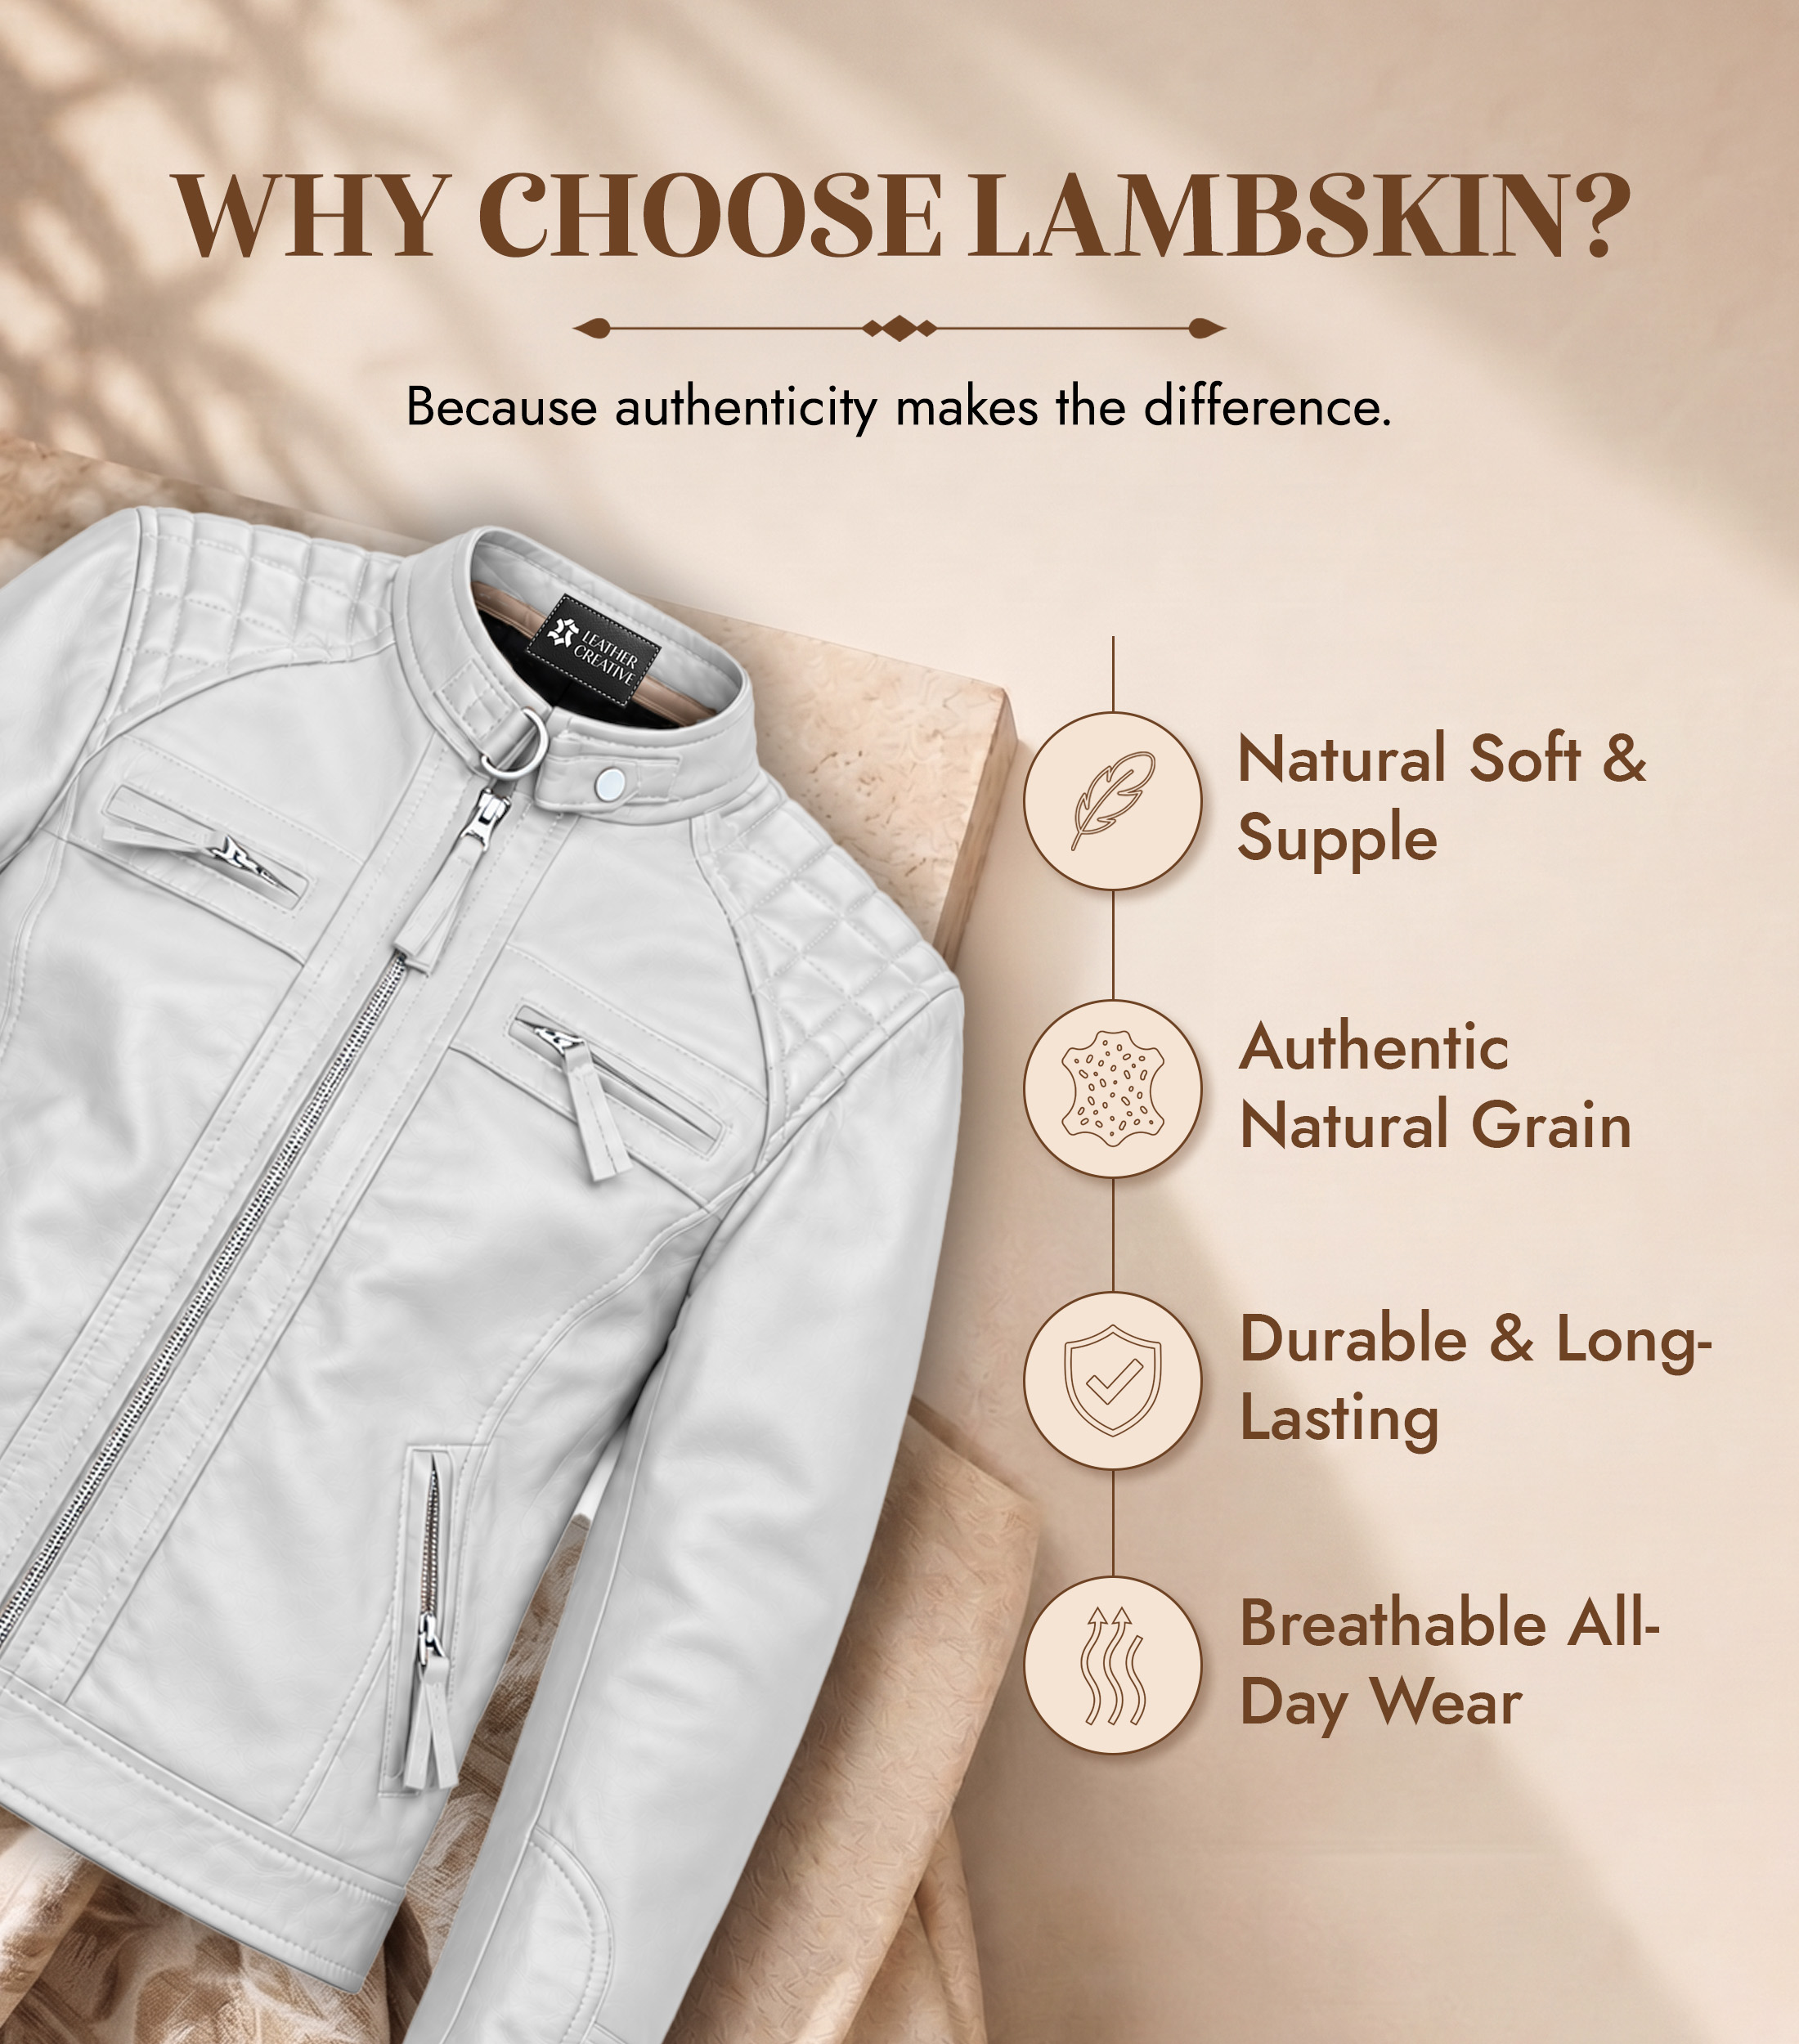 WHY CHOOSE LAMBSKIN?
Because authenticity makes the difference.
LEATHER
CREATIVE
Natural Soft &
Supple
Authentic
Natural Grain
Durable & Long-
Lasting
Breathable All-
Day Wear